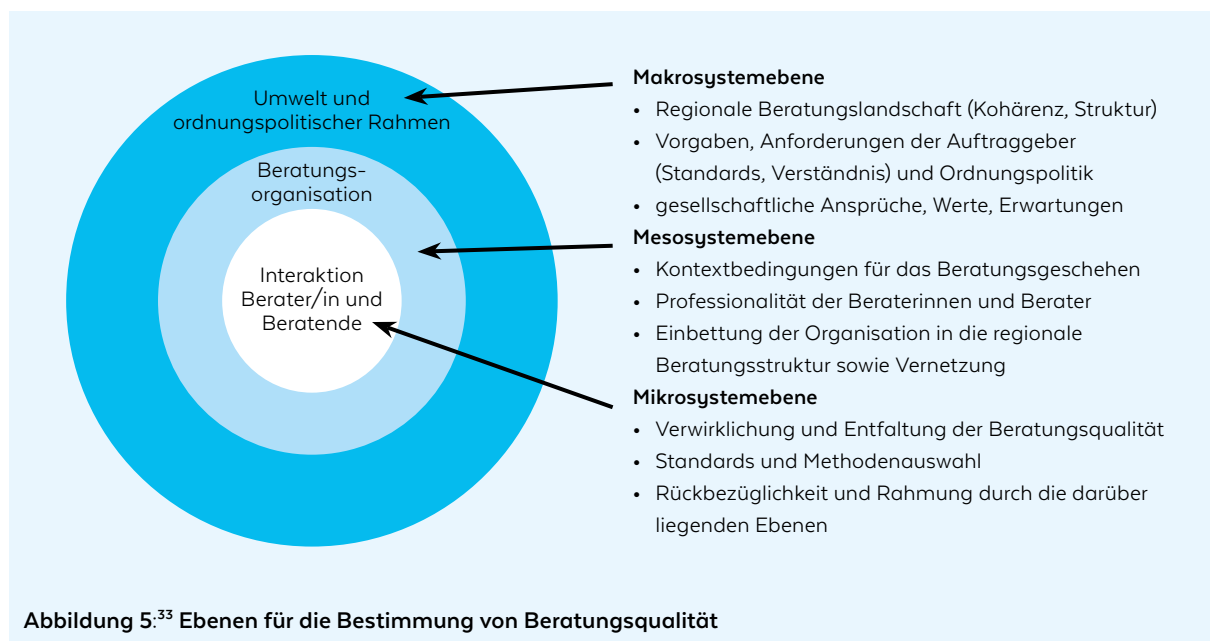 Umwelt und
ordnungspolitischer Rahmen
Beratungs-
organisation
Interaktion
Berater/in und
Beratende
Makrosystemebene
• Regionale Beratungslandschaft (Kohärenz, Struktur)
• Vorgaben, Anforderungen der Auftraggeber
(Standards, Verständnis) und Ordnungspolitik
• gesellschaftliche Ansprüche, Werte, Erwartungen
Mesosystemebene
• Kontextbedingungen für das Beratungsgeschehen
• Professionalität der Beraterinnen und Berater
• Einbettung der Organisation in die regionale
Beratungsstruktur sowie Vernetzung
Mikrosystemebene
• Verwirklichung und Entfaltung der Beratungsqualität
• Standards und Methodenauswahl
• Rückbezüglichkeit und Rahmung durch die darüber
liegenden Ebenen
Abbildung 5:³³ Ebenen für die Bestimmung von Beratungsqualität